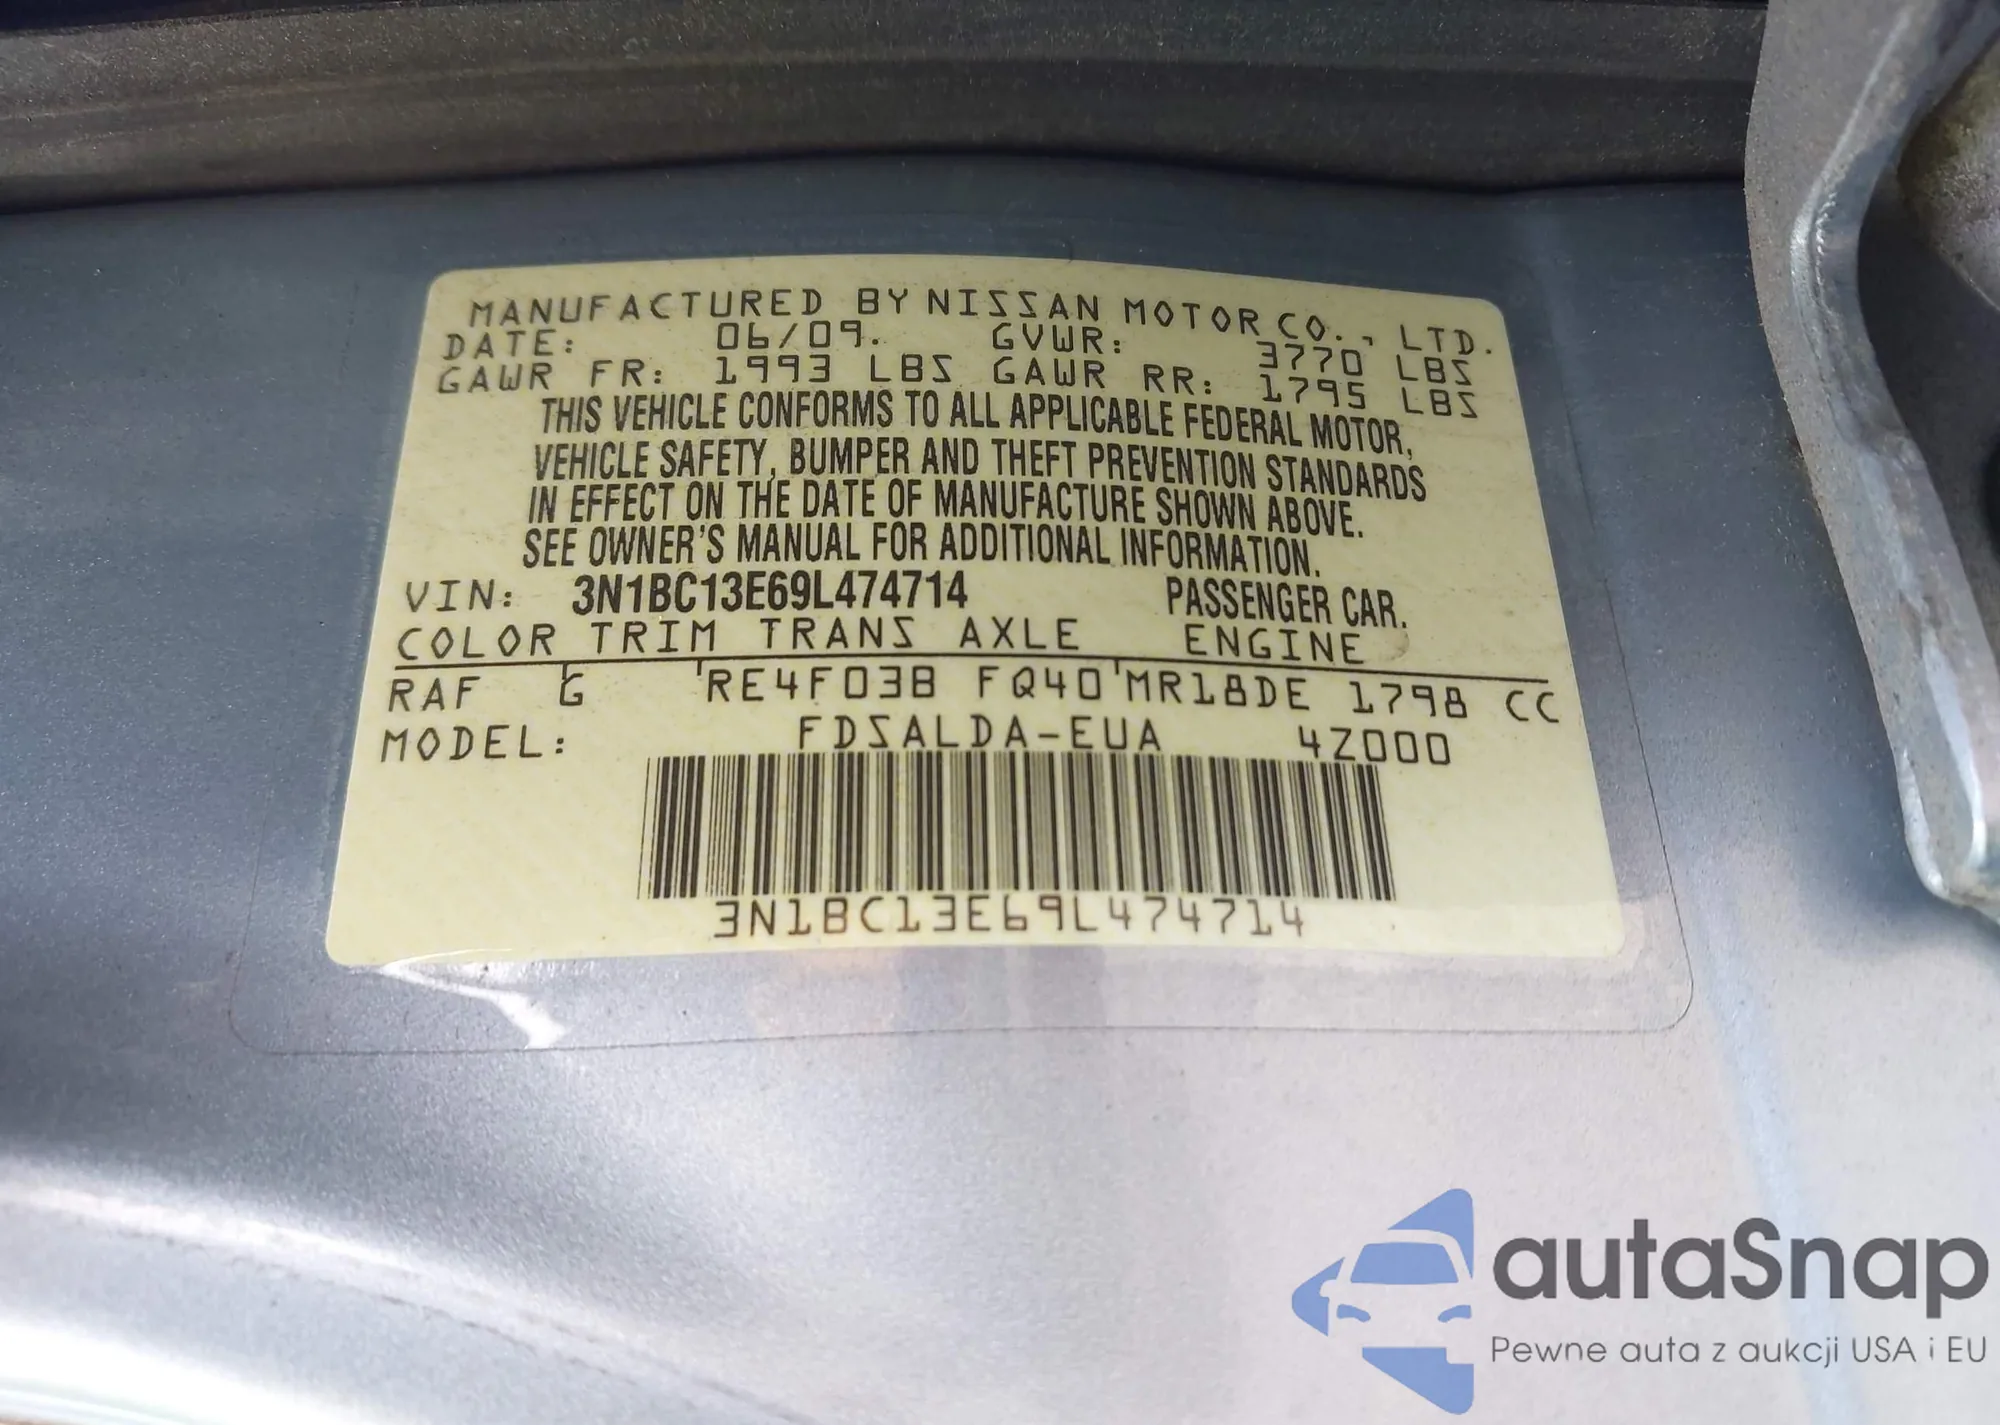 MANUFACTURED BY NISSAN MOTOR CO., LTD.
DATE: 06/09. GVWR: 3770 LBS
GAWR FR: 1993 LBS GAWR RR: 1795 LBS
THIS VEHICLE CONFORMS TO ALL APPLICABLE FEDERAL MOTOR,
VEHICLE SAFETY, BUMPER AND THEFT PREVENTION STANDARDS
IN EFFECT ON THE DATE OF MANUFACTURE SHOWN ABOVE.
SEE OWNER'S MANUAL FOR ADDITIONAL INFORMATION.
VIN: 3N1BC13E69L474714 PASSENGER CAR.
COLOR TRIM TRANS AXLE ENGINE
RAF G RE4F03B FQ40 MR18DE 1798 CC
MODEL: FDSALDA-EUA 4Z000
3N1BC13E69L474714
autaSnap
Pewne auta z aukcji USA i EU